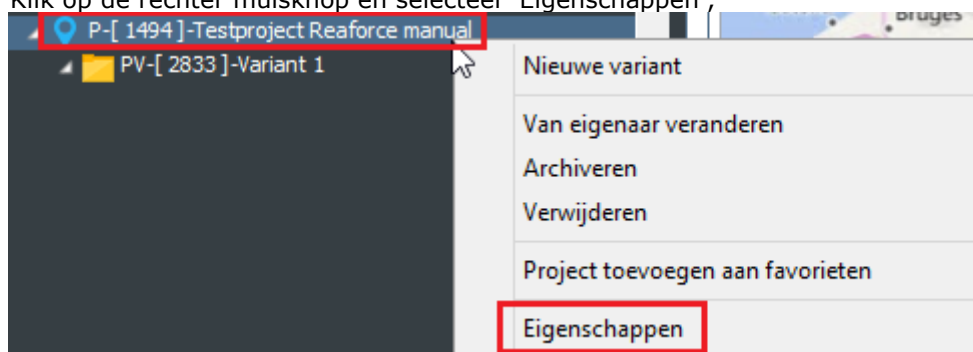 Klik op de rechter muisknop en selecteer 'Eigenschappen',
P-[ 1494 ]-Testproject Reaforce manual
Bruges
PV-[ 2833 ]-Variant 1
Nieuwe variant
Van eigenaar veranderen
Archiveren
Verwijderen
Project toevoegen aan favorieten
Eigenschappen